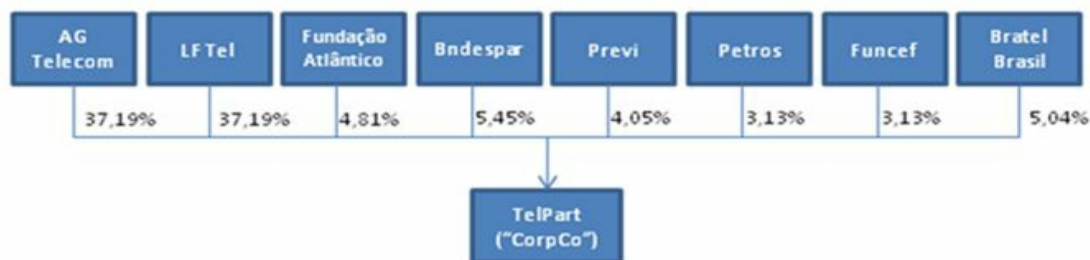 AG
Telecom
LF Tel
Fundação
Atlântico
Bndespar
Previ
Petros
Funcef
Bratel
Brasil
37,19%
37,19%
4,81%
5,45%
4,05%
3,13%
3,13%
5,04%
TelPart
("CorpCo")